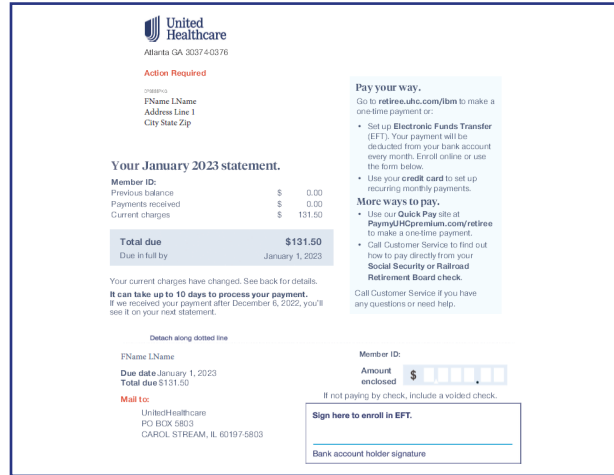 United
Healthcare
Atlanta GA 30374-0376
Action Required
FName LName
Address Line 1
City State Zip
Your January 2023 statement.
Member ID:
Previous balance $ 0.00
Payments received $ 0.00
Current charges $ 131.50
Total due $131.50
Due in full by January 1, 2023
Your current charges have changed. See back for details.
It can take up to 10 days to process your payment.
If we received your payment after December 6, 2022, you'll
see it on your next statement.
Pay your way.
Go to retiree.uhc.com/ibm to make a
one-time payment or:
• Set up Electronic Funds Transfer
(EFT). Your payment will be
deducted from your bank account
every month. Enroll online or use
the form below.
• Use your credit card to set up
recurring monthly payments.
More ways to pay.
• Use our Quick Pay site at
PaymyUHCpremium.com/retiree
to make a one-time payment.
• Call Customer Service to find out
how to pay directly from your
Social Security or Railroad
Retirement Board check.
Call Customer Service if you have
any questions or need help.
Detach along dotted line
FName LName
Due date January 1, 2023
Total due $131.50
Mail to:
UnitedHealthcare
PO BOX 5803
CAROL STREAM, IL 60197-5803
Member ID:
Amount
enclosed $ .
If not paying by check, include a voided check.
Sign here to enroll in EFT.
Bank account holder signature